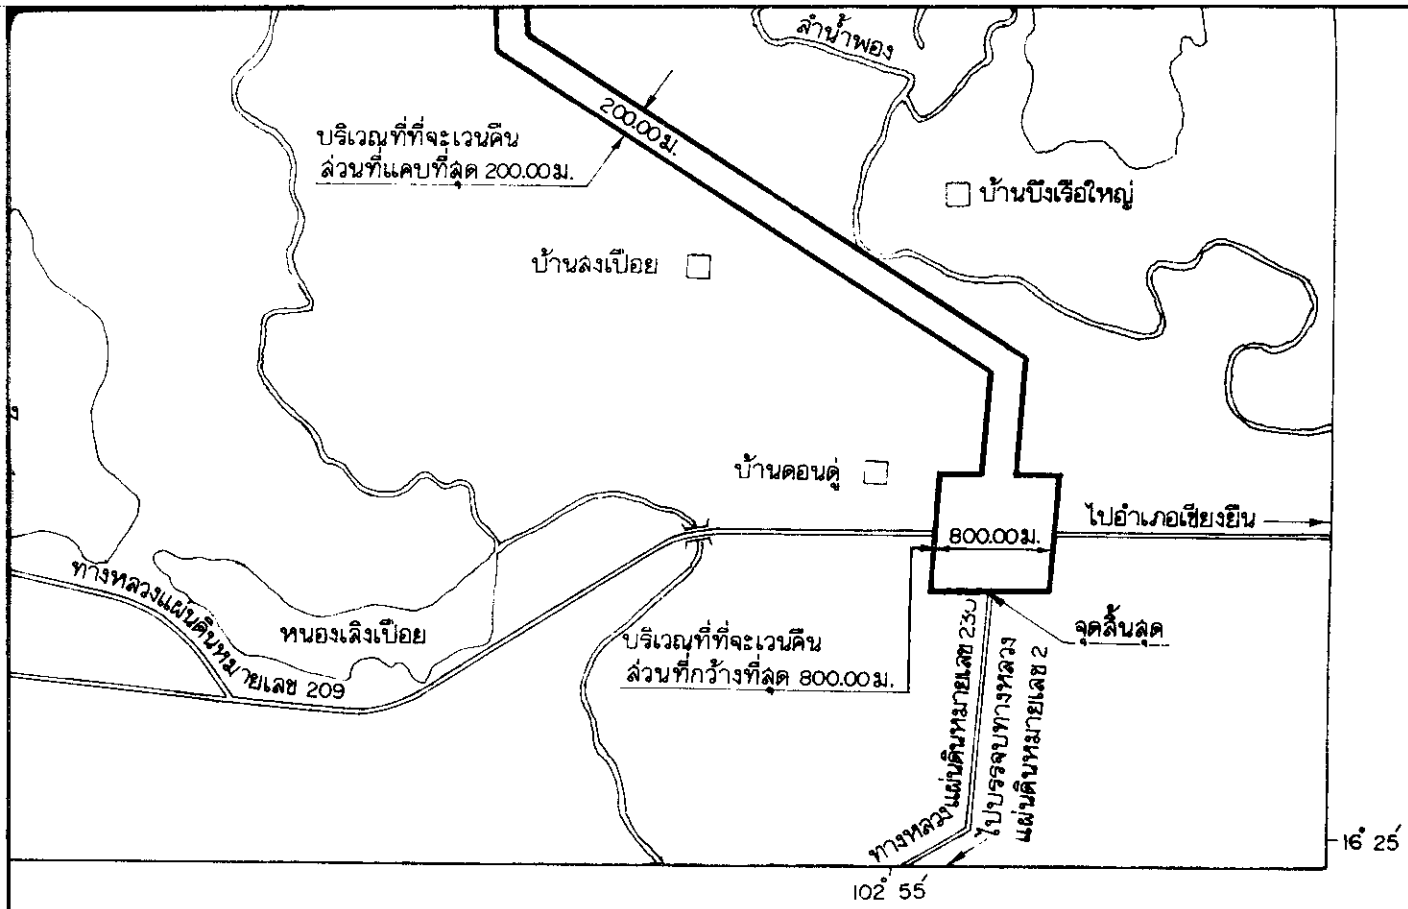 ลำน้ำพอง
200.00ม.
บริเวณที่ที่จะเวนคืน
ส่วนที่แคบที่สุด 200.00ม.
บ้านบึงเรือใหญ่
บ้านลงเปือย
บ้านดอนดู่
ไปอำเภอเชียงยืน
800.00ม.
ทางหลวงแผ่นดินหมายเลข 209
หนองเลิงเปือย
บริเวณที่ที่จะเวนคืน
ส่วนที่กว้างที่สุด 800.00ม.
จุดสิ้นสุด
ทางหลวงแผ่นดินหมายเลข 230
ไปบรรจบทางหลวง
แผ่นดินหมายเลข 2
16° 25′
102° 55′